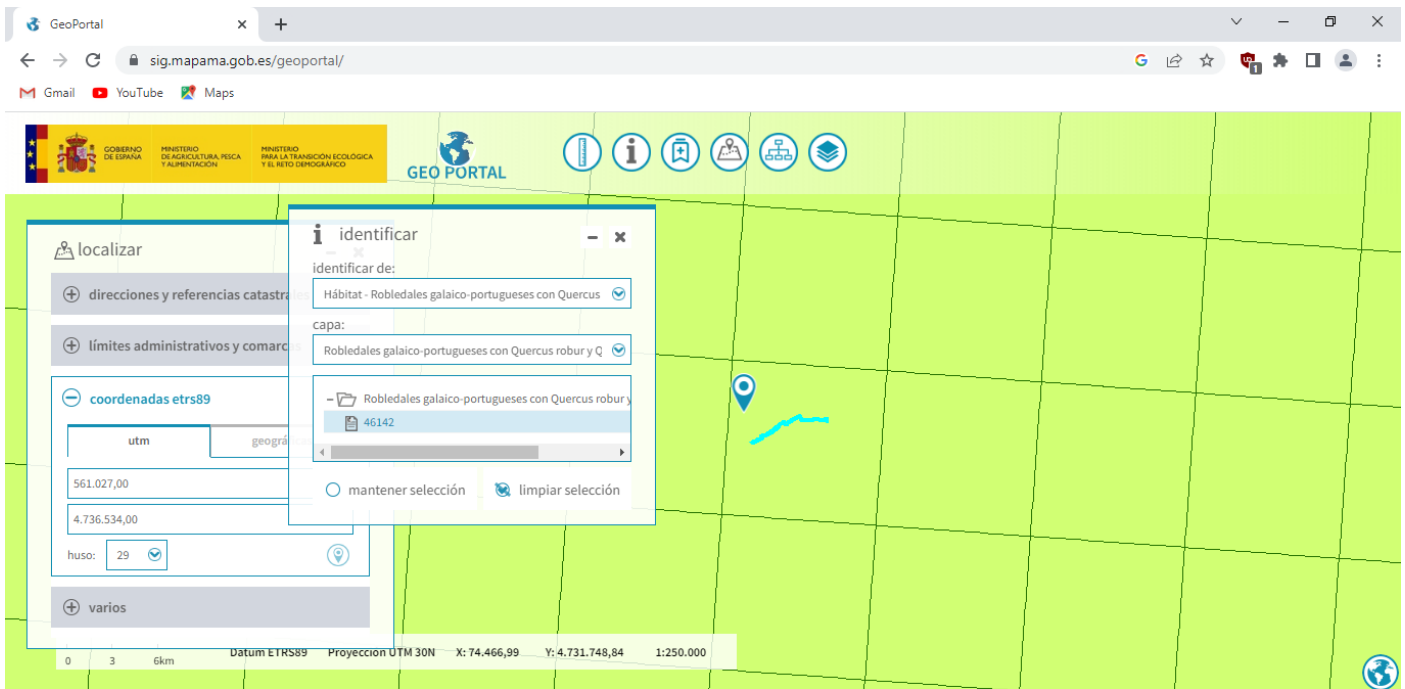 GeoPortal
sig.mapama.gob.es/geoportal/
G
1
Gmail YouTube Maps
GOBIERNO DE ESPAÑA
MINISTERIO DE AGRICULTURA, PESCA Y ALIMENTACIÓN
MINISTERIO PARA LA TRANSICIÓN ECOLÓGICA Y EL RETO DEMOGRÁFICO
GEO PORTAL
localizar
direcciones y referencias catastrales
límites administrativos y comarc
coordenadas etrs89
utm
geográ
561.027,00
4.736.534,00
huso: 29
varios
identificar
identificar de:
Hábitat - Robledales galaico-portugueses con Quercus
capa:
Robledales galaico-portugueses con Quercus robur y Q
Robledales galaico-portugueses con Quercus robur y
46142
mantener selección
limpiar selección
0 3 6km
Datum ETRS89 Proyección UTM 30N X: 74.466,99 Y: 4.731.748,84 1:250.000